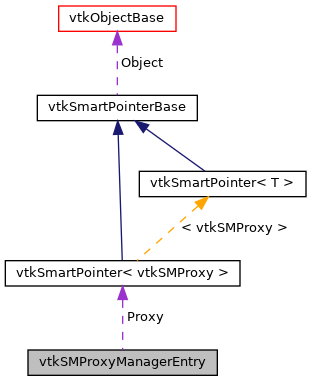 vtkObjectBase
Object
vtkSmartPointerBase
vtkSmartPointer< T >
< vtkSMProxy >
vtkSmartPointer< vtkSMProxy >
Proxy
vtkSMProxyManagerEntry